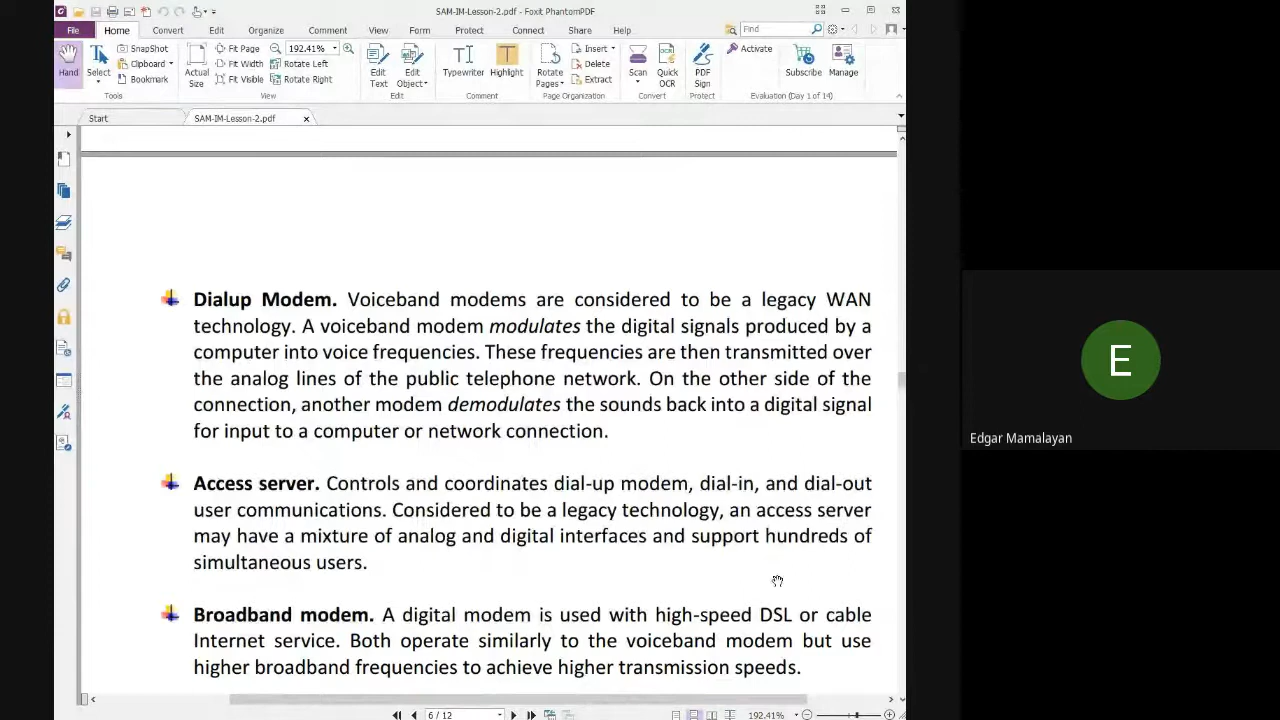 SAM-IM-Lesson-2.pdf - Foxit PhantomPDF
File Home Convert Edit Organize Comment View Form Protect Connect Share Help Find
Hand
Select
SnapShot
Clipboard
Bookmark
Tools
Actual Size
Fit Page
Fit Width
Fit Visible
192.41%
Rotate Left
Rotate Right
View
Edit Text
Edit Object
Edit
Typewriter
Highlight
Comment
Rotate Pages
Insert
Delete
Extract
Page Organization
Scan
Quick OCR
Convert
PDF Sign
Protect
Activate
Subscribe
Manage
Evaluation (Day 1 of 14)
Start SAM-IM-Lesson-2.pdf
Dialup Modem. Voiceband modems are considered to be a legacy WAN
technology. A voiceband modem modulates the digital signals produced by a
computer into voice frequencies. These frequencies are then transmitted over
the analog lines of the public telephone network. On the other side of the
connection, another modem demodulates the sounds back into a digital signal
for input to a computer or network connection.
Access server. Controls and coordinates dial-up modem, dial-in, and dial-out
user communications. Considered to be a legacy technology, an access server
may have a mixture of analog and digital interfaces and support hundreds of
simultaneous users.
Broadband modem. A digital modem is used with high-speed DSL or cable
Internet service. Both operate similarly to the voiceband modem but use
higher broadband frequencies to achieve higher transmission speeds.
6 / 12
192.41%
E
Edgar Mamalayan